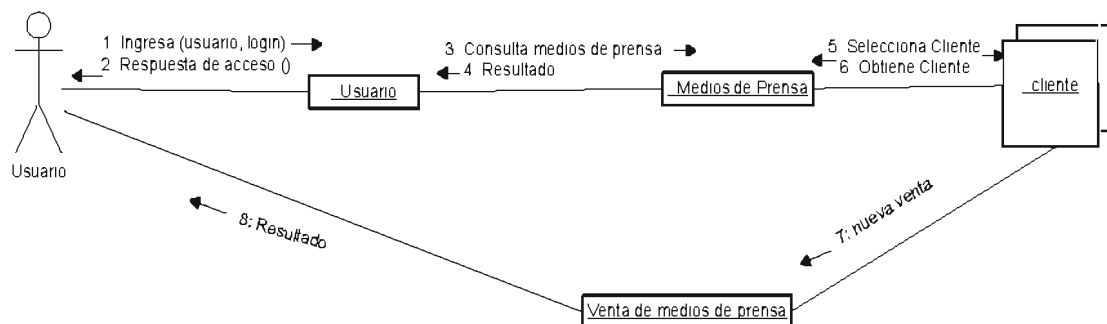 1 Ingresa (usuario, login)
2 Respuesta de acceso ()
3 Consulta medios de prensa
4 Resultado
5 Selecciona Cliente
6 Obtiene Cliente
Usuario
Medios de Prensa
cliente
Usuario
8: Resultado
7: nueva venta
Venta de medios de prensa